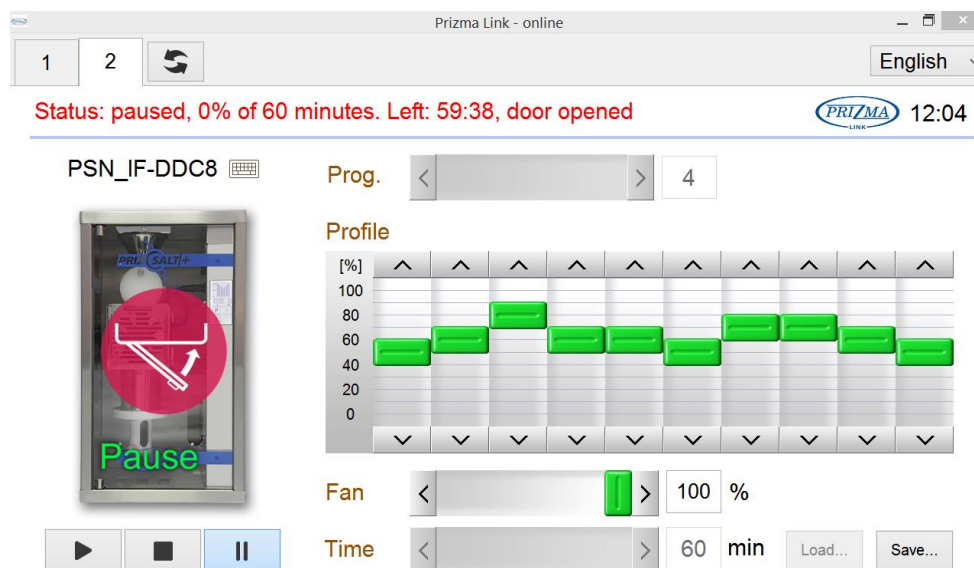 Prizma Link - online
1
2
English
Status: paused, 0% of 60 minutes. Left: 59:38, door opened
PRIZMA
LINK
12:04
PSN_IF-DDC8
Prog.
4
Profile
[%]
100
80
60
40
20
0
SALT+
Pause
Fan
100 %
Time
60 min
Load...
Save...